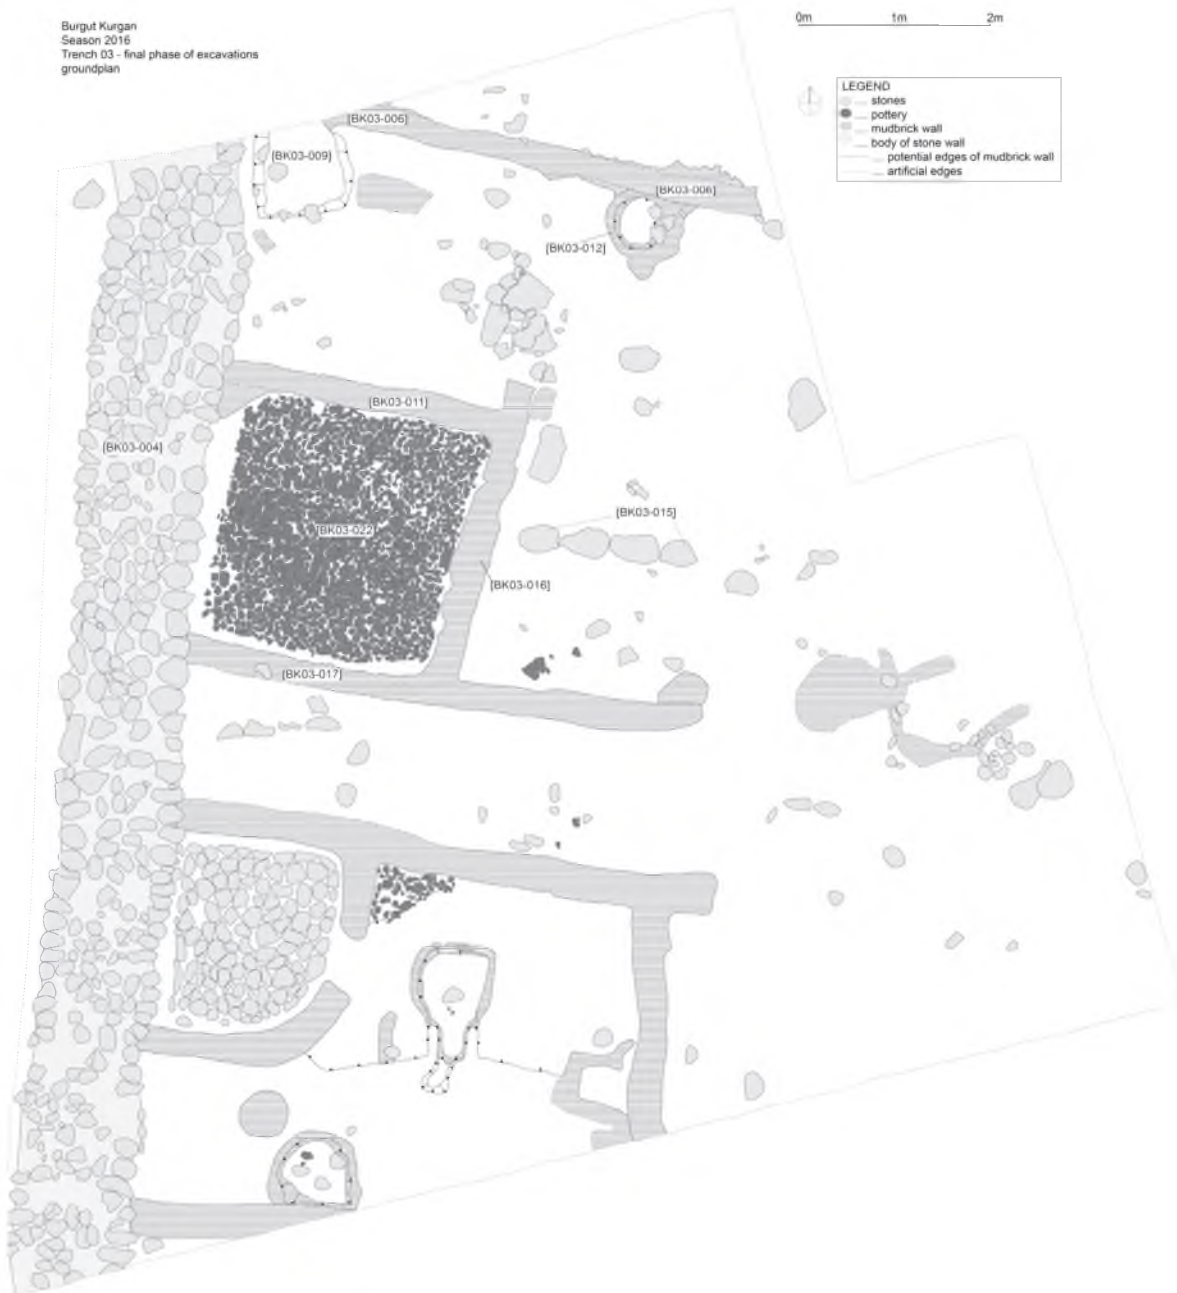 Burgut Kurgan
Season 2016
Trench 03 - final phase of excavations
groundplan
0m 1m 2m
LEGEND
stones
pottery
mudbrick wall
body of stone wall
potential edges of mudbrick wall
artificial edges
[BK03-006]
[BK03-009]
[BK03-006]
[BK03-012]
[BK03-011]
[BK03-004]
[BK03-015]
[BK03-022]
[BK03-016]
[BK03-017]